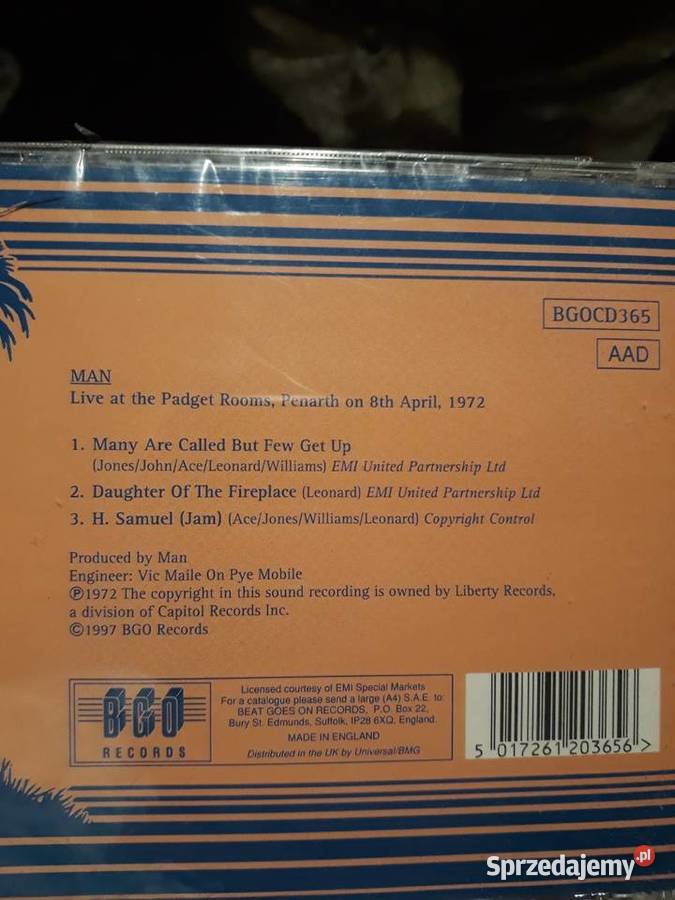 BGOCD365
AAD
MAN
Live at the Padget Rooms, Penarth on 8th April, 1972
1. Many Are Called But Few Get Up
(Jones/John/Ace/Leonard/Williams) EMI United Partnership Ltd
2. Daughter Of The Fireplace (Leonard) EMI United Partnership Ltd
3. H. Samuel (Jam) (Ace/Jones/Williams/Leonard) Copyright Control
Produced by Man
Engineer: Vic Maile On Pye Mobile
℗1972 The copyright in this sound recording is owned by Liberty Records,
a division of Capitol Records Inc.
©1997 BGO Records
BGO
RECORDS
Licensed courtesy of EMI Special Markets
For a catalogue please send a large (A4) S.A.E. to:
BEAT GOES ON RECORDS, P.O. Box 22,
Bury St. Edmunds, Suffolk, IP28 6XQ, England.
MADE IN ENGLAND
Distributed in the UK by Universal/BMG
5 017261 203656 >
Sprzedajemy.pl